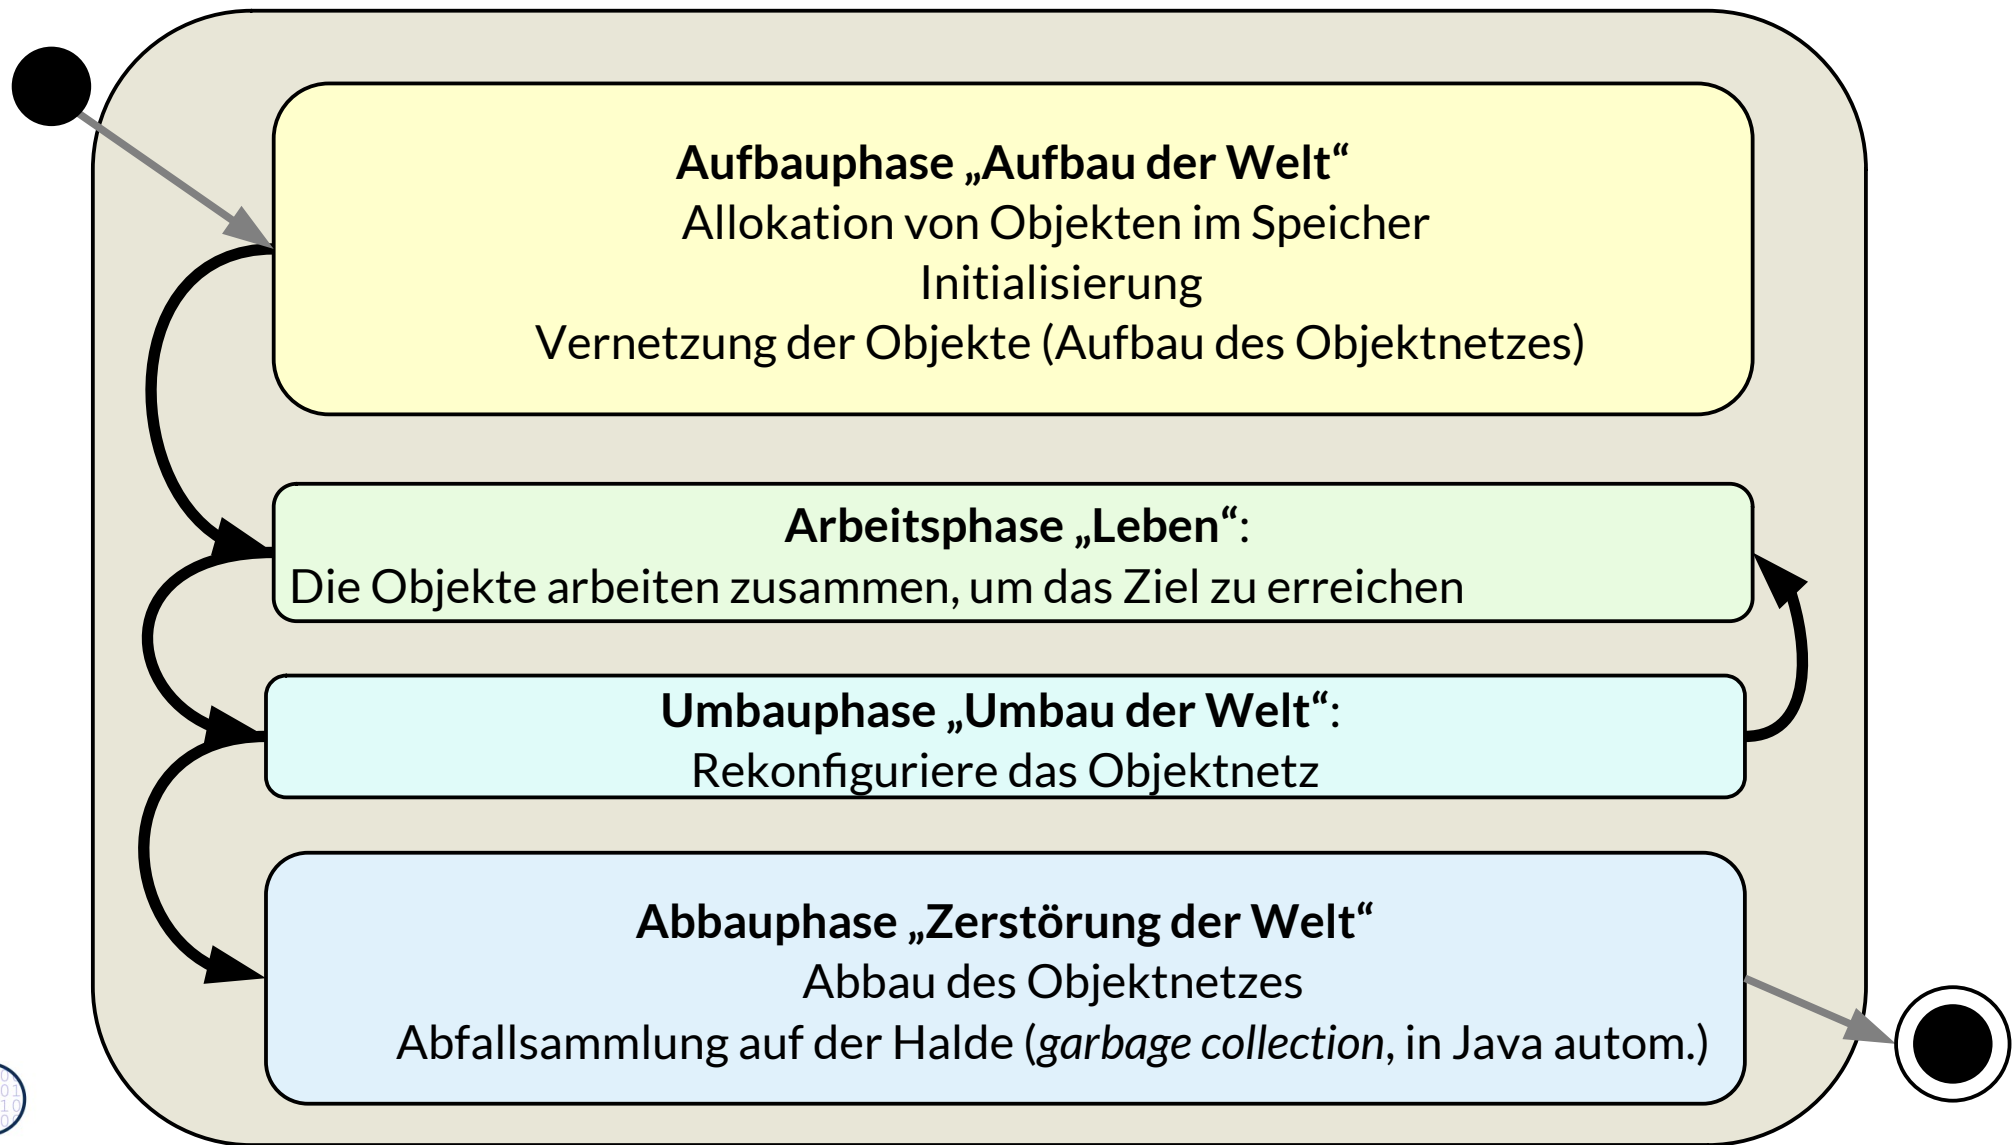 Aufbauphase „Aufbau der Welt“
Allokation von Objekten im Speicher
Initialisierung
Vernetzung der Objekte (Aufbau des Objektnetzes)
Arbeitsphase „Leben“:
Die Objekte arbeiten zusammen, um das Ziel zu erreichen
Umbauphase „Umbau der Welt“:
Rekonfiguriere das Objektnetz
Abbauphase „Zerstörung der Welt“
Abbau des Objektnetzes
Abfallsammlung auf der Halde (garbage collection, in Java autom.)